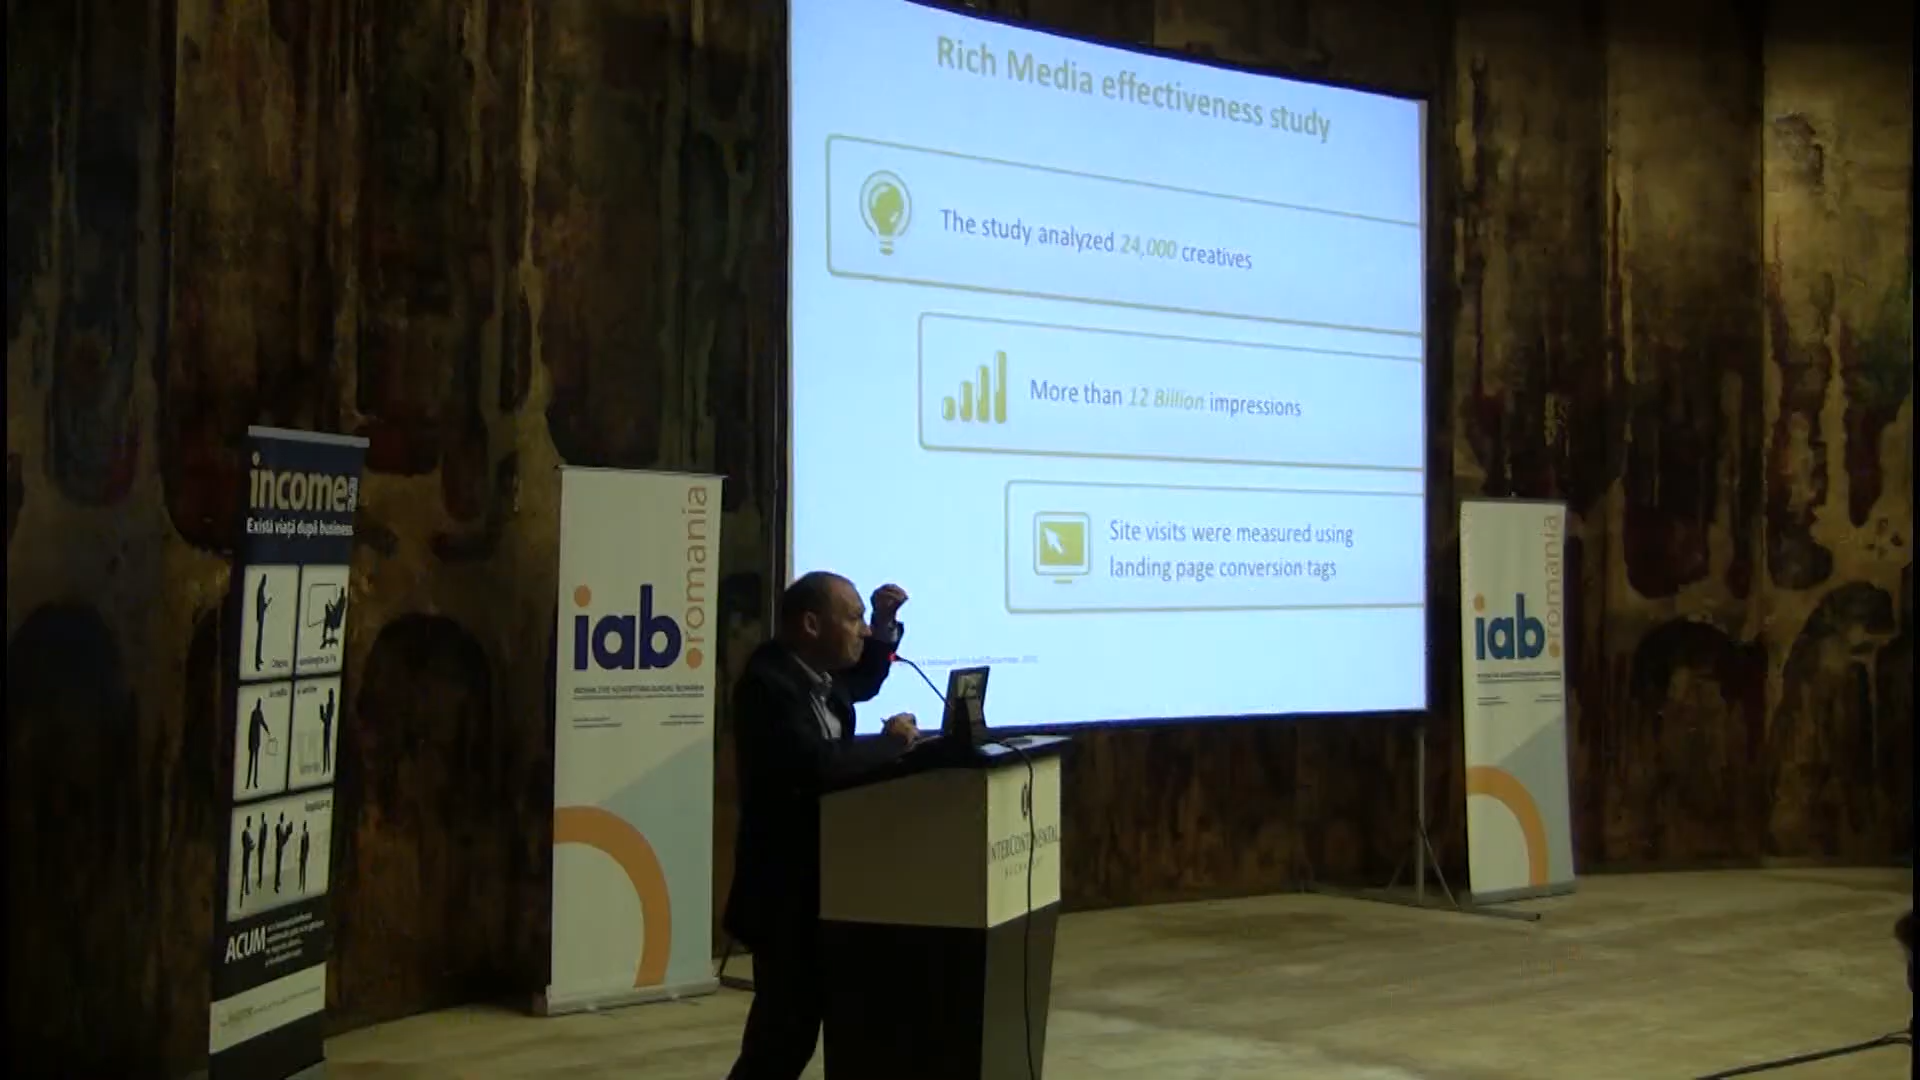 Rich Media effectiveness study
The study analyzed 24,000 creatives
More than 12 Billion impressions
Site visits were measured using
landing page conversion tags
income
Există viață după business.
ACUM
iab
romania
INTERCONTINENTAL
iab
romania